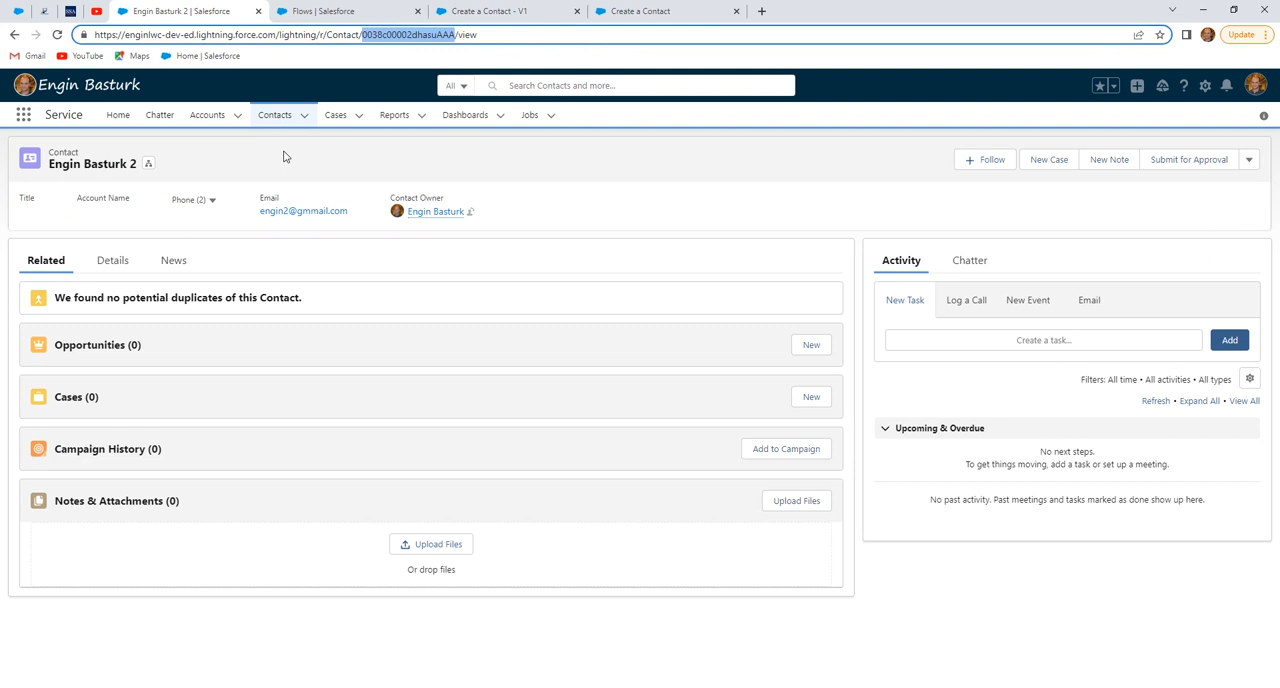 Engin Basturk 2 | Salesforce
Flows | Salesforce
Create a Contact - V1
Create a Contact
https://enginlwc-dev-ed.lightning.force.com/lightning/r/Contact/0038c00002dhasuAAA/view
Update
Gmail
YouTube
Maps
Home | Salesforce
Engin Basturk
All
Search Contacts and more...
Service
Home
Chatter
Accounts
Contacts
Cases
Reports
Dashboards
Jobs
Contact
Engin Basturk 2
Follow
New Case
New Note
Submit for Approval
Title
Account Name
Phone (2)
Email
engin2@gmmail.com
Contact Owner
Engin Basturk
Related
Details
News
We found no potential duplicates of this Contact.
Opportunities (0)
New
Cases (0)
New
Campaign History (0)
Add to Campaign
Notes & Attachments (0)
Upload Files
Upload Files
Or drop files
Activity
Chatter
New Task
Log a Call
New Event
Email
Create a task...
Add
Filters: All time • All activities • All types
Refresh • Expand All • View All
Upcoming & Overdue
No next steps.
To get things moving, add a task or set up a meeting.
No past activity. Past meetings and tasks marked as done show up here.